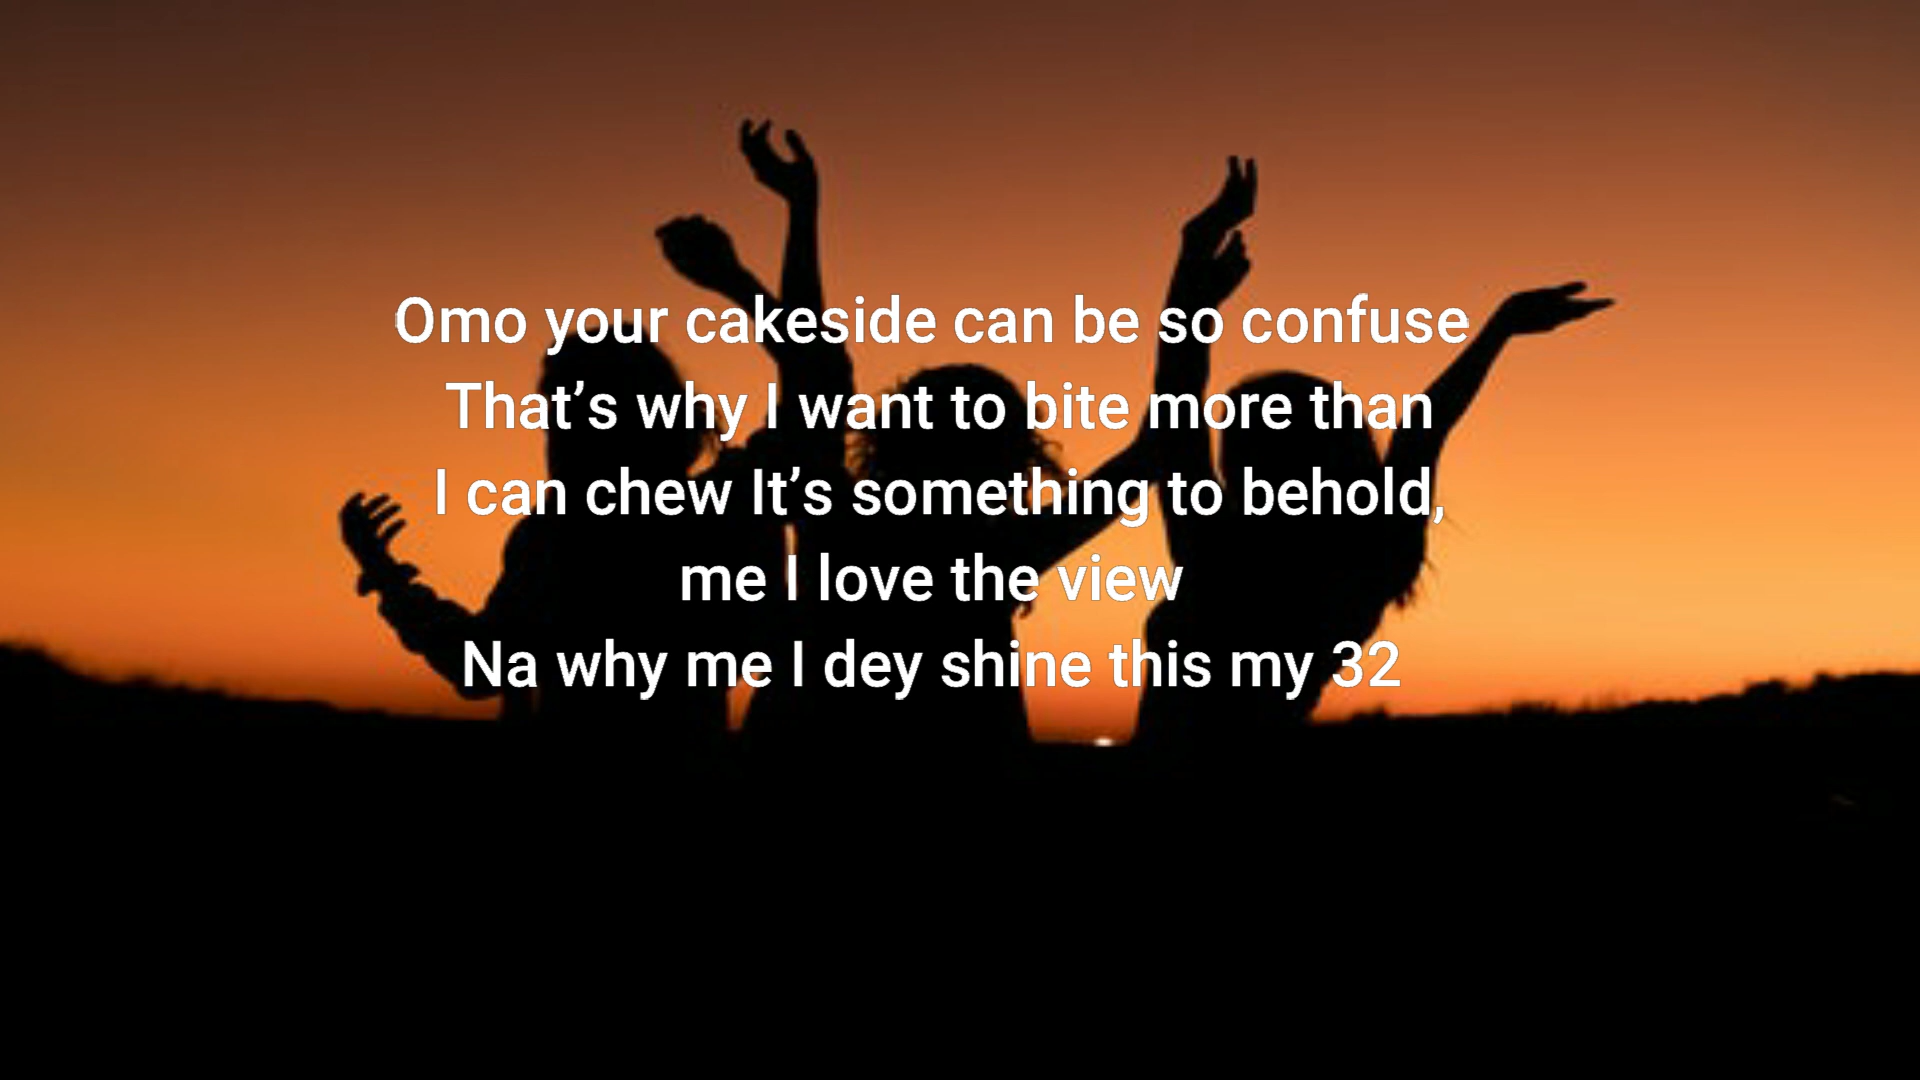 Omo your cakeside can be so confuse
That’s why I want to bite more than
I can chew It’s something to behold,
me I love the view
Na why me I dey shine this my 32